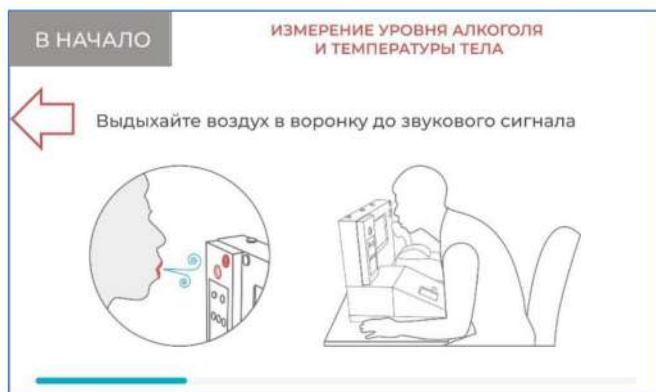 В НАЧАЛО
ИЗМЕРЕНИЕ УРОВНЯ АЛКОГОЛЯ
И ТЕМПЕРАТУРЫ ТЕЛА
Выдыхайте воздух в воронку до звукового сигнала